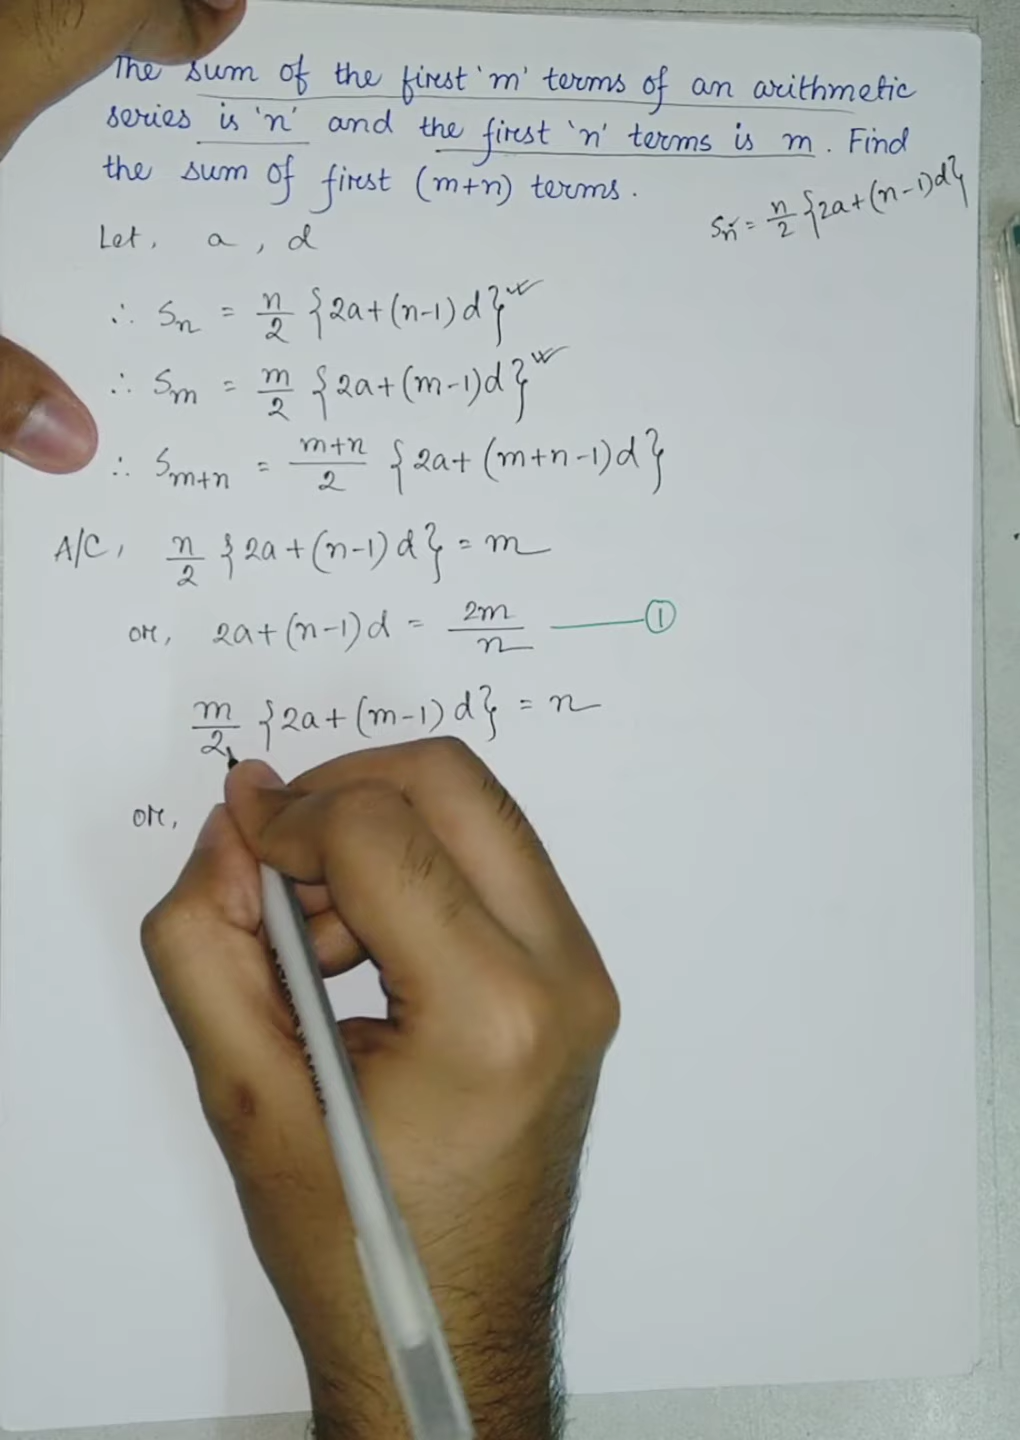 The sum of the first 'm' terms of an arithmetic
series is 'n' and the first 'n' terms is m. Find
the sum of first (m+n) terms.
Sn = n/2 {2a+(n-1)d}
Let, a, d
∴ Sn = n/2 {2a+(n-1)d}
∴ Sm = m/2 {2a+(m-1)d}
∴ Sm+n = m+n/2 {2a+(m+n-1)d}
A/C, n/2 {2a+(n-1)d} = m
or, 2a+(n-1)d = 2m/n —— ①
m/2 {2a+(m-1)d} = n
or,